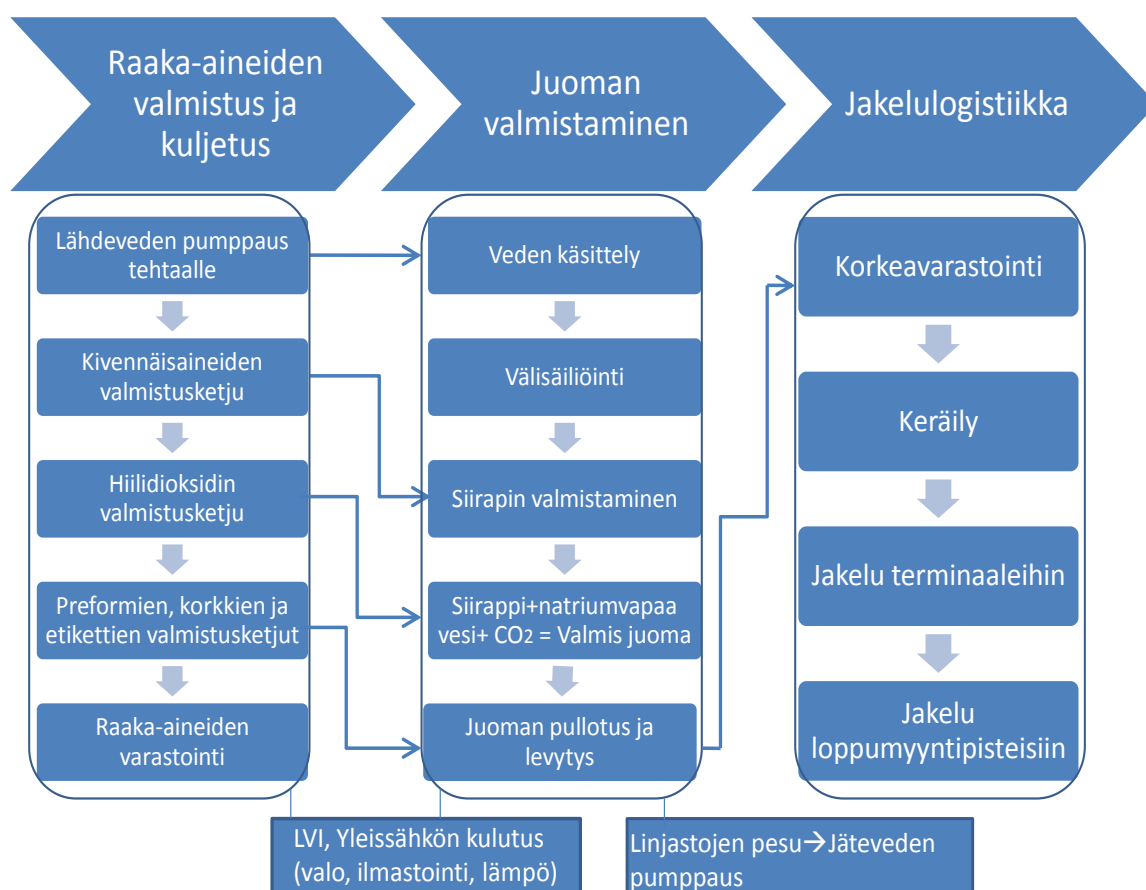 Raaka-aineiden
valmistus ja
kuljetus
Juoman
valmistaminen
Jakelulogistiikka
Lähdeveden pumppaus
tehtaalle
Kivennäisaineiden
valmistusketju
Hiilidioksidin
valmistusketju
Preformien, korkkien ja
etikettien valmistusketjut
Raaka-aineiden
varastointi
Veden käsittely
Välisäiliöinti
Siirapin valmistaminen
Siirappi+natriumvapaa
vesi+ CO2 = Valmis juoma
Juoman pullotus ja
levytys
Korkeavarastointi
Keräily
Jakelu terminaaleihin
Jakelu
loppumyyntipisteisiin
LVI, Yleissähkön kulutus
(valo, ilmastointi, lämpö)
Linjastojen pesu→Jäteveden
pumppaus